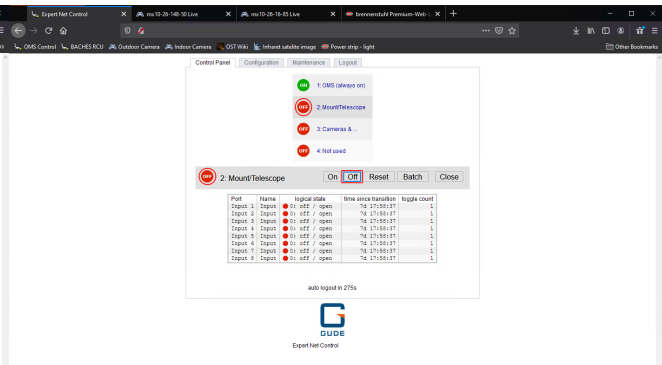 Expert Net Control
mx10-26-148-50 Live
mx10-26-16-85 Live
brennenstuhl Premium-Web-
OMS Control
BACHES RCU
Outdoor Camera
Indoor Camera
OST Wiki
Infraret satelite image
Power strip - light
Other Bookmarks
Control Panel Configuration Maintenance Logout
ON 1: OMS (always on)
OFF 2: Mount/Telescope
OFF 3: Cameras & ...
OFF 4: Not used
OFF 2: Mount/Telescope On Off Reset Batch Close
Port Name logical state time since transition toggle count
Input 1 Input 0: off / open 7d 17:58:37 1
Input 2 Input 0: off / open 7d 17:58:37 1
Input 3 Input 0: off / open 7d 17:58:37 1
Input 4 Input 0: off / open 7d 17:58:37 1
Input 5 Input 0: off / open 7d 17:58:37 1
Input 6 Input 0: off / open 7d 17:58:37 1
Input 7 Input 0: off / open 7d 17:58:37 1
Input 8 Input 0: off / open 7d 17:58:37 1
auto logout in 275s
GUDE
Expert Net Control